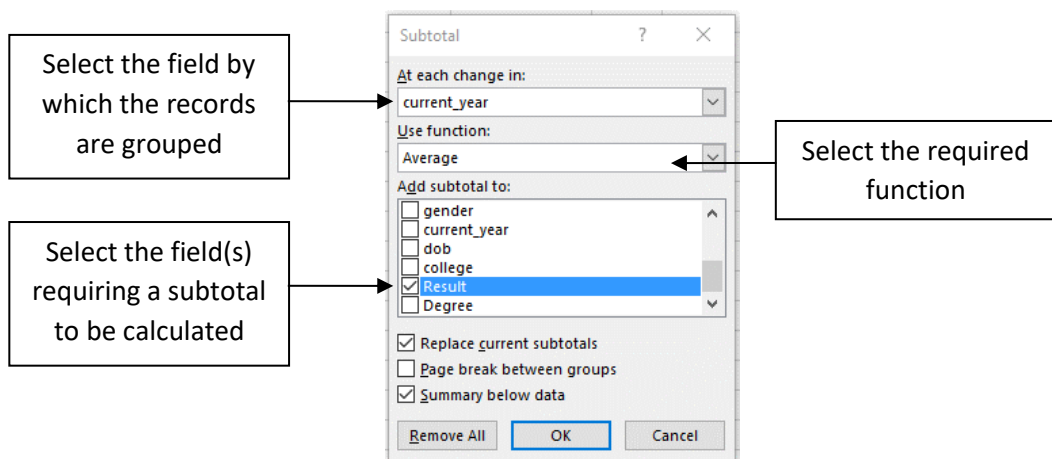 Select the field by
which the records
are grouped
Select the field(s)
requiring a subtotal
to be calculated
Subtotal ? ×
At each change in:
current_year
Use function:
Average
Add subtotal to:
gender
current_year
dob
college
Result
Degree
Replace current subtotals
Page break between groups
Summary below data
Remove All OK Cancel
Select the required
function